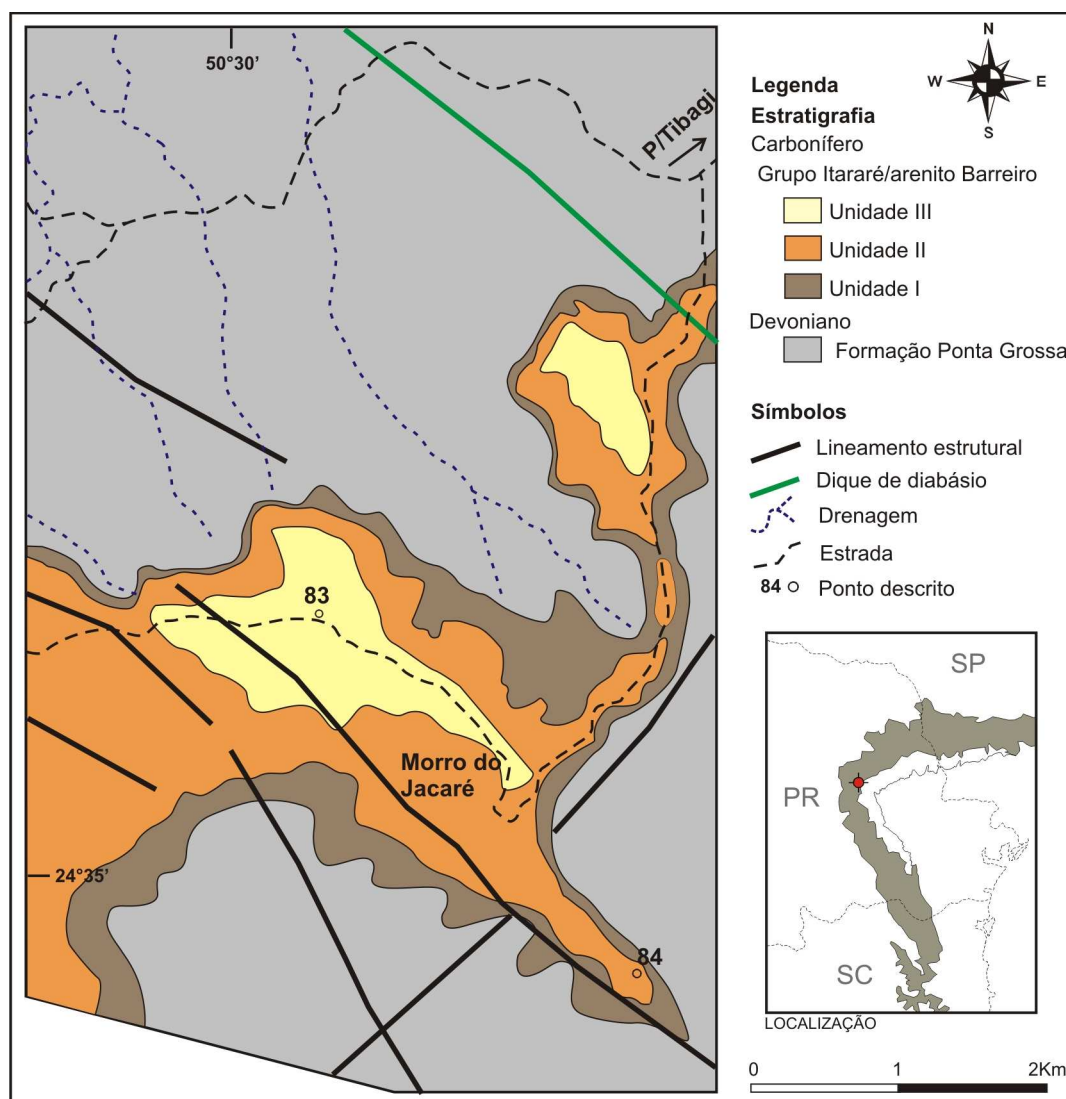 50°30’
P/Tibagi
83
Morro do
Jacaré
24°35’
84
N
W
E
S
Legenda
Estratigrafia
Carbonífero
Grupo Itararé/arenito Barreiro
Unidade III
Unidade II
Unidade I
Devoniano
Formação Ponta Grossa
Símbolos
Lineamento estrutural
Dique de diabásio
Drenagem
Estrada
84 Ponto descrito
SP
PR
SC
LOCALIZAÇÃO
0 1 2Km